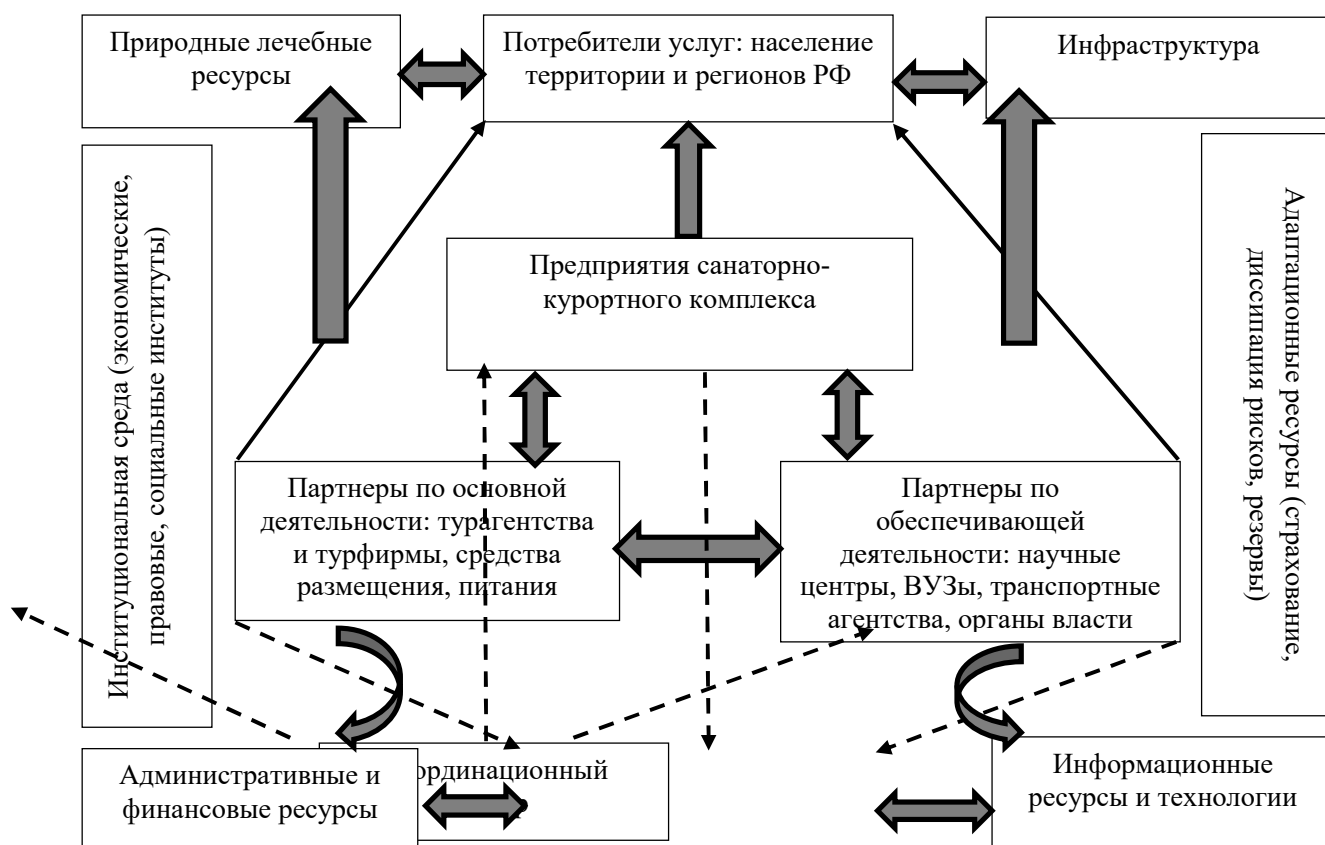 Природные лечебные
ресурсы
Потребители услуг: население
территории и регионов РФ
Инфраструктура
Институциональная среда (экономические,
правовые, социальные институты)
Предприятия санаторно-
курортного комплекса
Адаптационные ресурсы (страхование,
диссипация рисков, резервы)
Партнеры по основной
деятельности: турагентства
и турфирмы, средства
размещения, питания
Партнеры по
обеспечивающей
деятельности: научные
центры, ВУЗы, транспортные
агентства, органы власти
Административные и
финансовые ресурсы
ординационный
Информационные
ресурсы и технологии